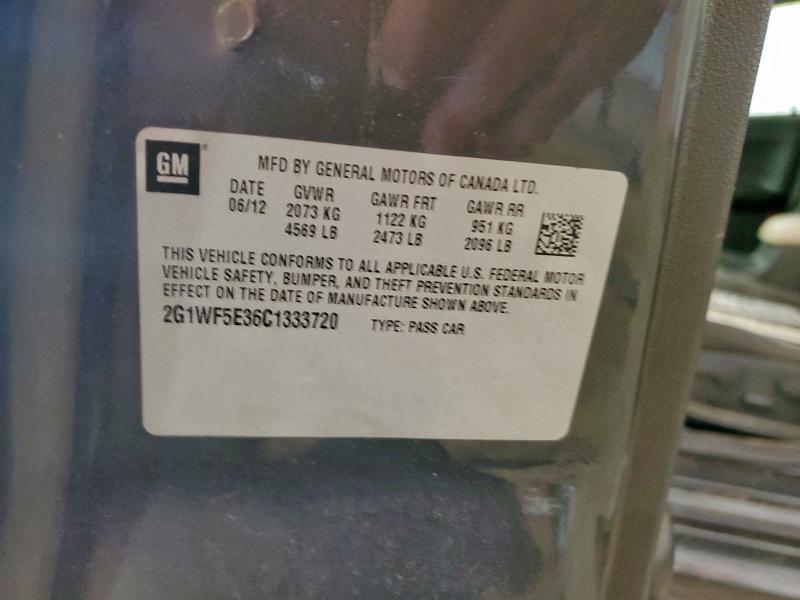 GM
MFD BY GENERAL MOTORS OF CANADA LTD.
DATE GVWR GAWR FRT GAWR RR
06/12 2073 KG 1122 KG 951 KG
4569 LB 2473 LB 2096 LB
THIS VEHICLE CONFORMS TO ALL APPLICABLE U.S. FEDERAL MOTOR
VEHICLE SAFETY, BUMPER, AND THEFT PREVENTION STANDARDS IN
EFFECT ON THE DATE OF MANUFACTURE SHOWN ABOVE.
2G1WF5E36C1333720 TYPE: PASS CAR